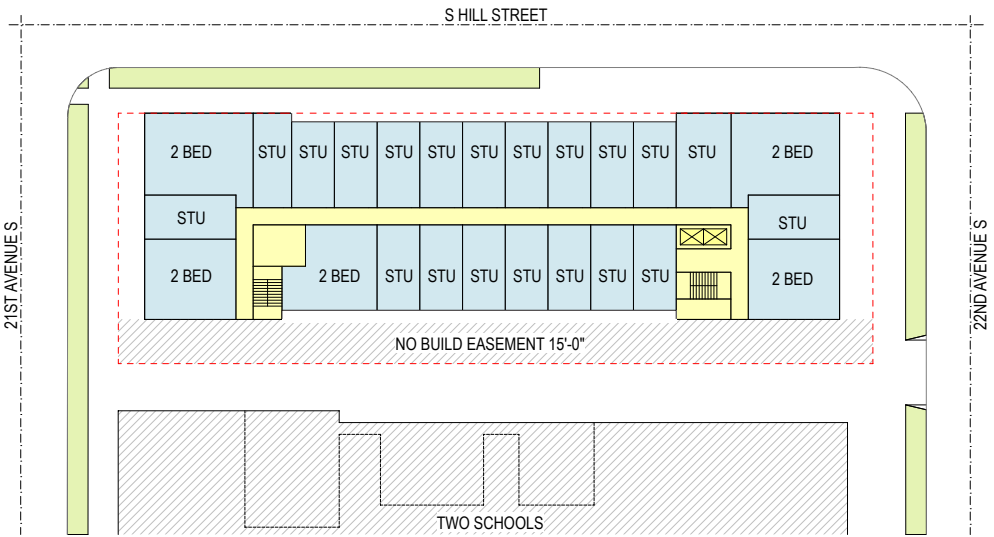 S HILL STREET
2 BED
STU
STU
STU
STU
STU
STU
STU
STU
STU
STU
STU
2 BED
STU
STU
21ST AVENUE S
22ND AVENUE S
2 BED
2 BED
STU
STU
STU
STU
STU
STU
STU
2 BED
NO BUILD EASEMENT 15'-0"
TWO SCHOOLS